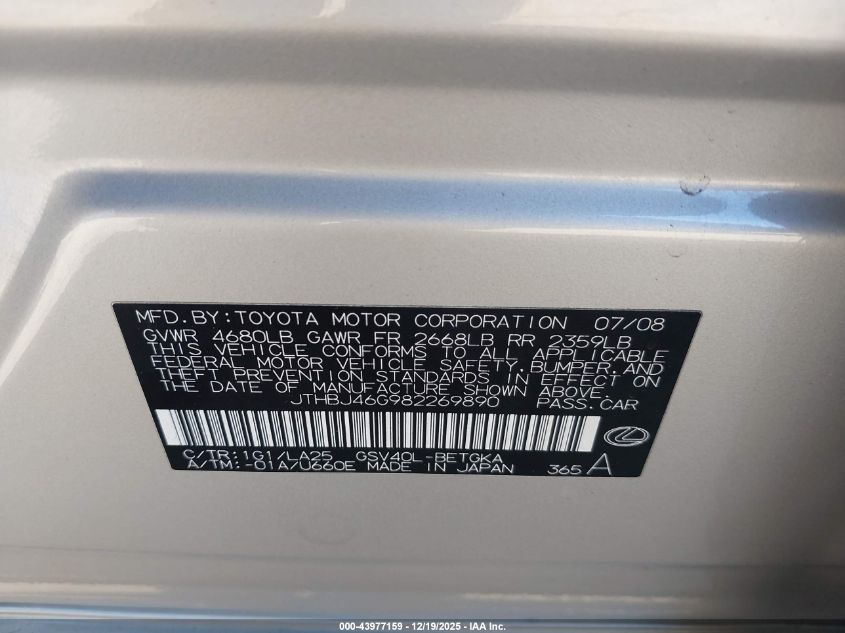 MFD.BY:TOYOTA MOTOR CORPORATION 07/08
GVWR 4680LB GAWR FR 2668LB RR 2359LB
THIS VEHICLE CONFORMS TO ALL APPLICABLE
FEDERAL MOTOR VEHICLE SAFETY,BUMPER,AND
THEFT PREVENTION STANDARDS IN EFFECT ON
THE DATE OF MANUFACTURE SHOWN ABOVE.
JTHBJ46G982269890 PASS.CAR
C/TR:1G1/LA25 GSV40L-BETGKA
A/TM:-01A/U660E MADE IN JAPAN 365 A
000-43977159 - 12/19/2025 - IAA Inc.